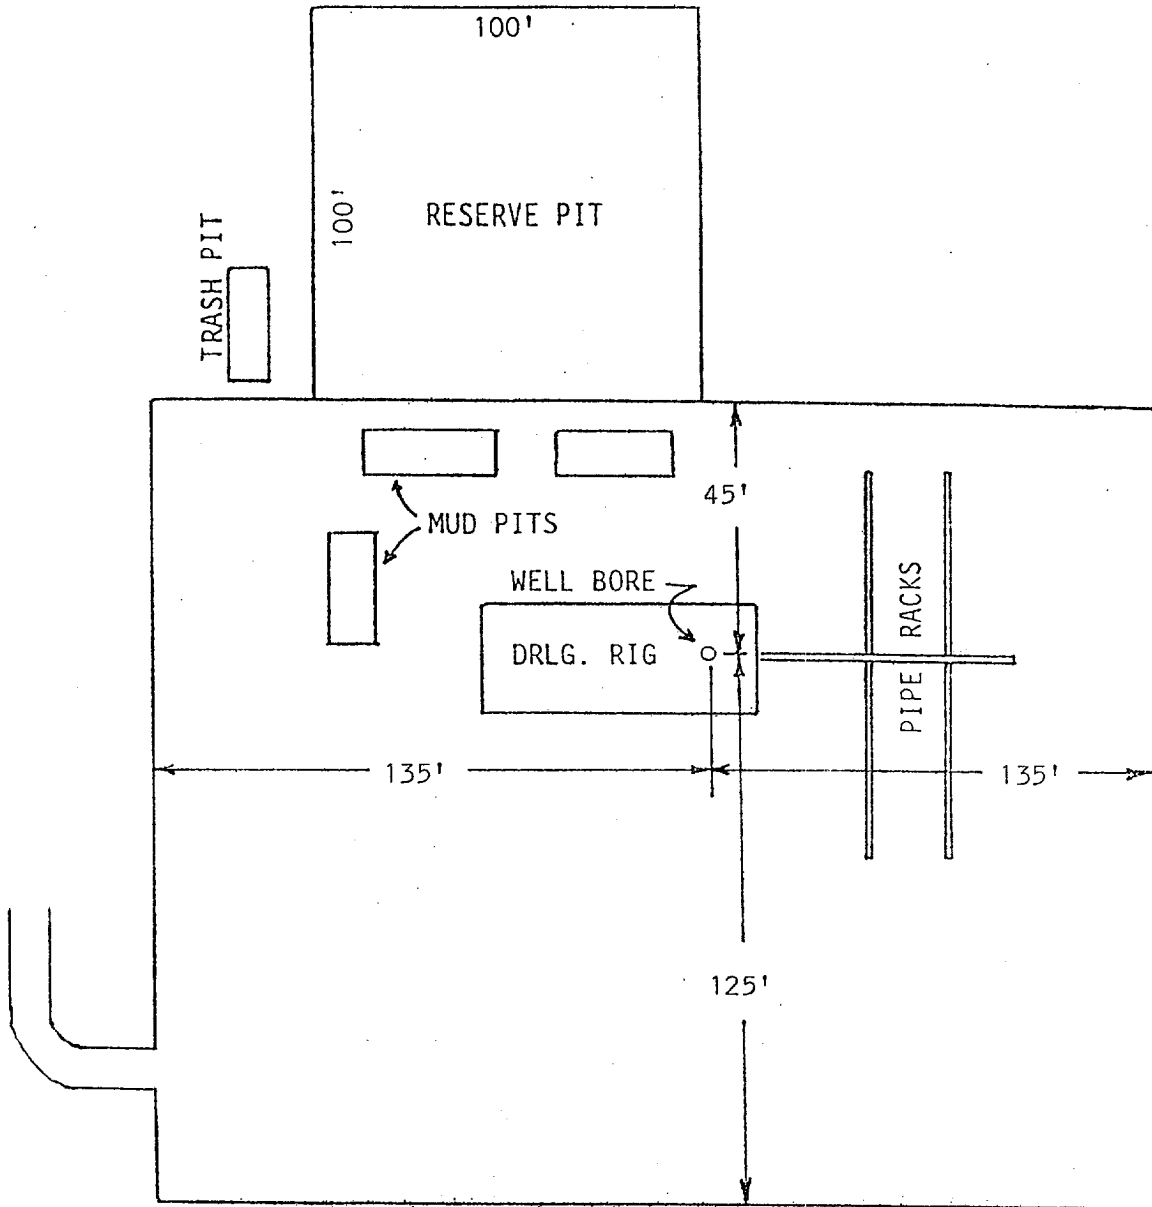 100'
100'
RESERVE PIT
TRASH PIT
45'
MUD PITS
WELL BORE
DRLG. RIG
PIPE RACKS
135'
135'
125'